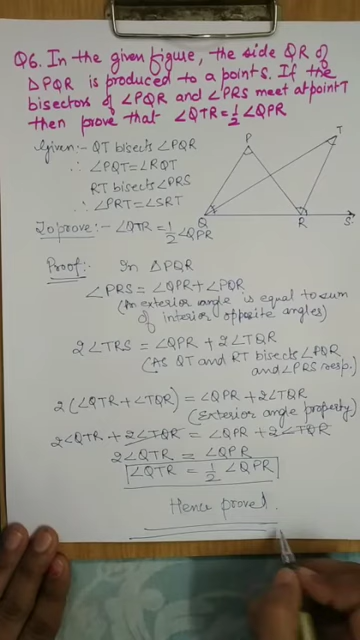 Q6. In the given figure, the side QR of
△PQR is produced to a point S. If the
bisectors of ∠PQR and ∠PRS meet at point T
then prove that ∠QTR = 1/2 ∠QPR
Given:- QT bisects ∠PQR
∴ ∠PQT = ∠RQT
RT bisects ∠PRS
∴ ∠PRT = ∠SRT
To prove:- ∠QTR = 1/2 ∠QPR
P
T
Q
R
S
Proof:- In △PQR
∠PRS = ∠QPR + ∠PQR
(An exterior angle is equal to sum
of interior opposite angles)
2∠TRS = ∠QPR + 2∠TQR
(AS QT and RT bisects ∠PQR
and ∠PRS resp.)
2(∠QTR + ∠TQR) = ∠QPR + 2∠TQR
(Exterior angle property)
2∠QTR + 2∠TQR = ∠QPR + 2∠TQR
2∠QTR = ∠QPR
∠QTR = 1/2 ∠QPR
Hence proved.